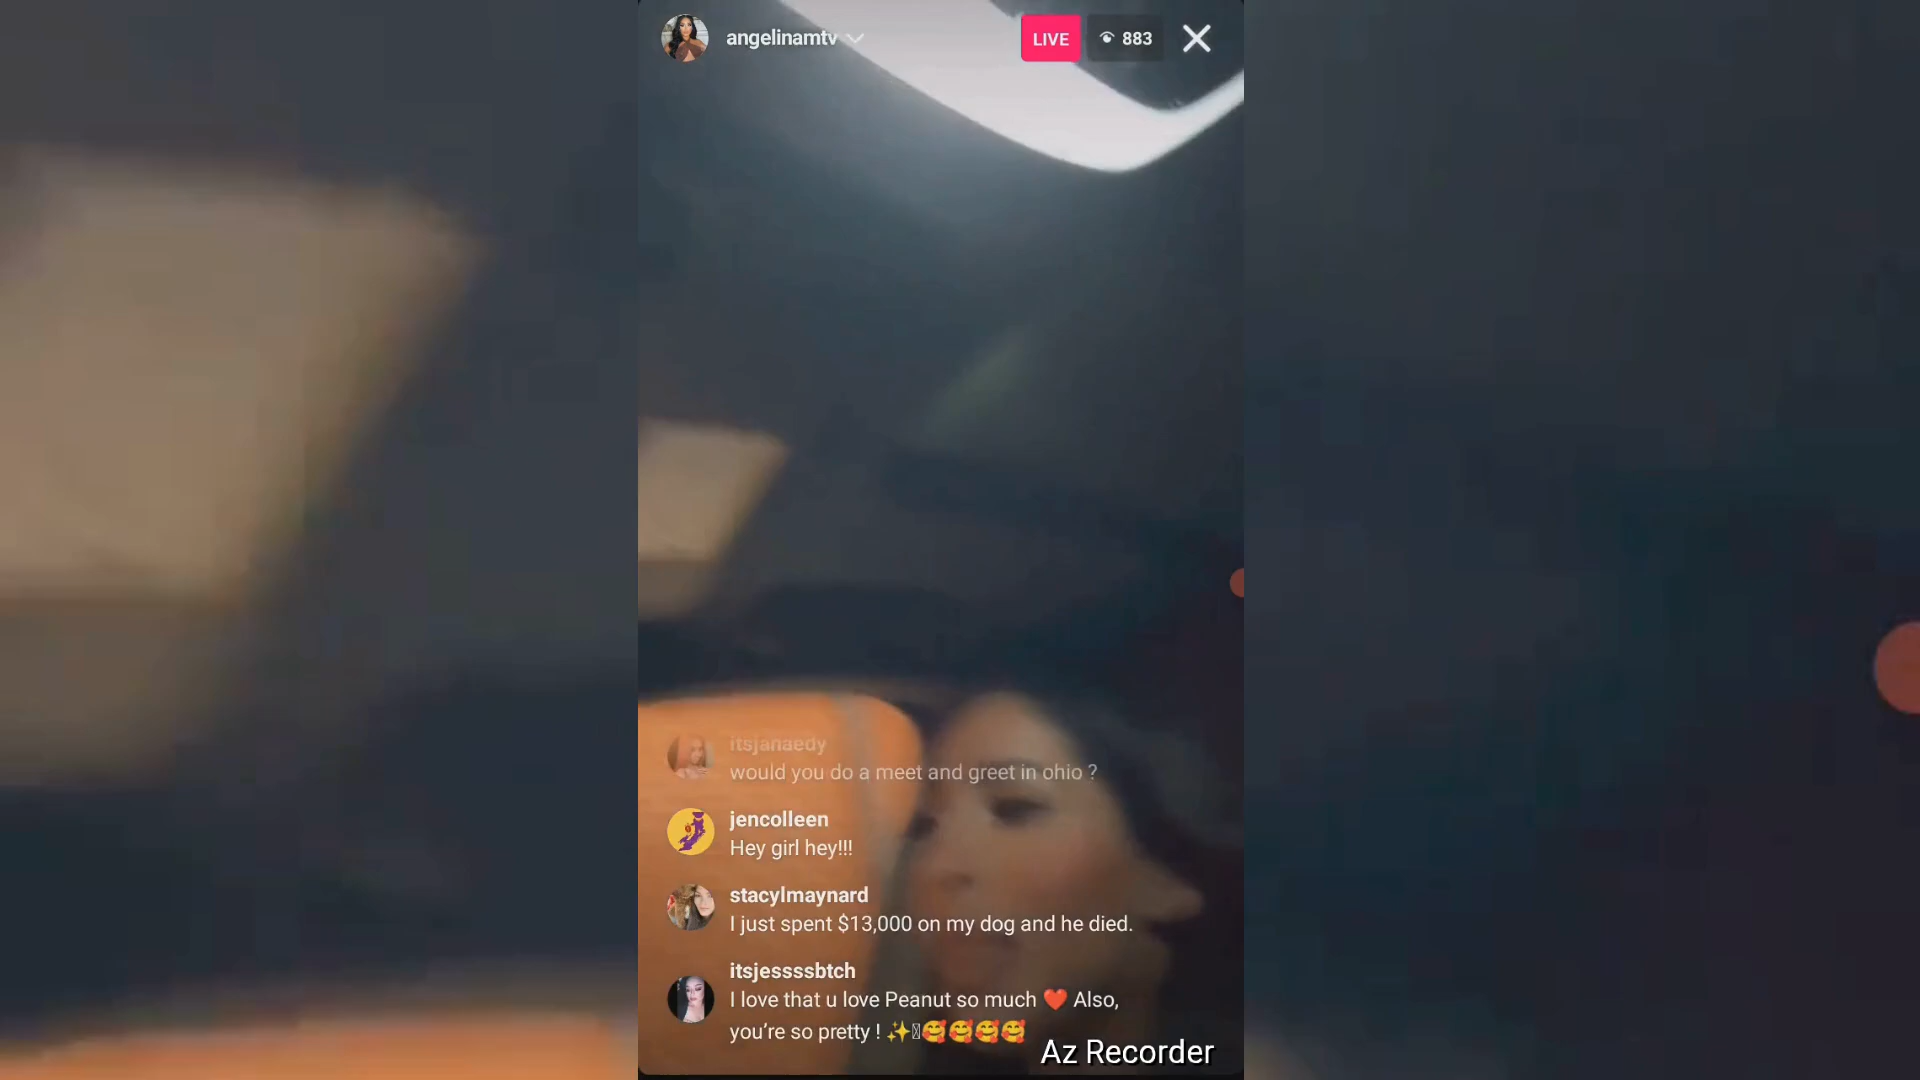 angelinamtv
LIVE
883
itsjanaedy
would you do a meet and greet in ohio ?
jencolleen
Hey girl hey!!!
stacylmaynard
I just spent $13,000 on my dog and he died.
itsjessssbtch
I love that u love Peanut so much ❤️ Also,
you’re so pretty ! ✨🥰🥰🥰🥰
Az Recorder